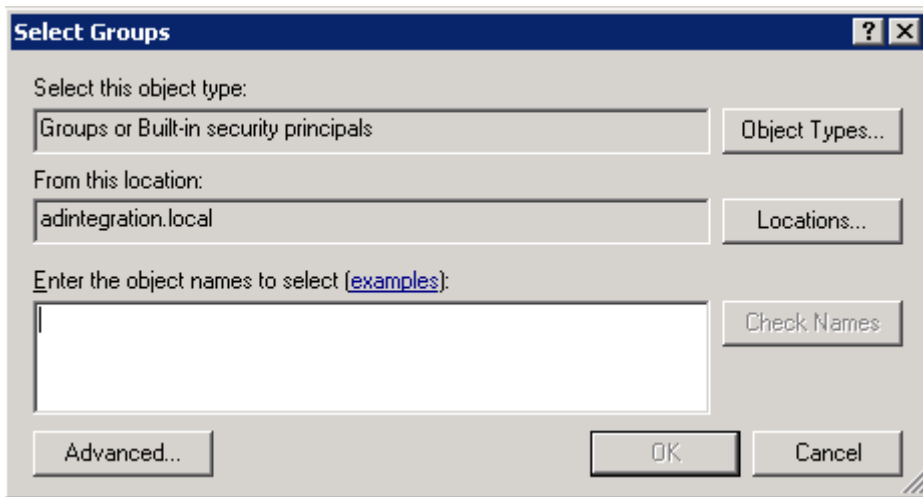 Select Groups
Select this object type:
Groups or Built-in security principals
Object Types...
From this location:
adintegration.local
Locations...
Enter the object names to select (examples):
Check Names
Advanced...
OK
Cancel